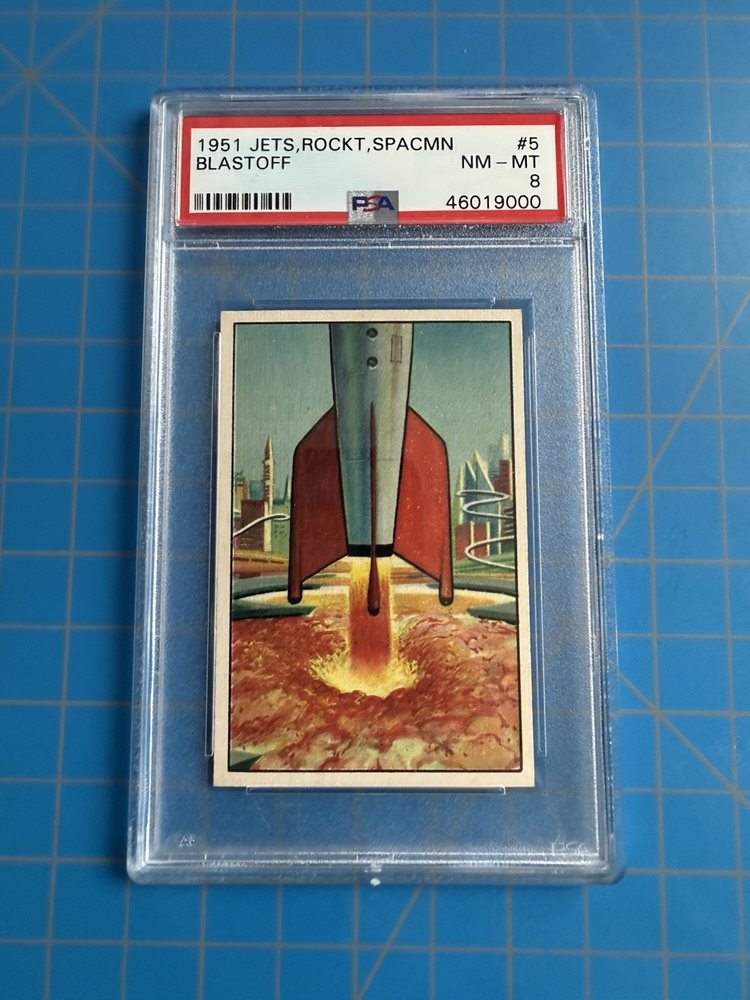 1951 JETS,ROCKT,SPACMN #5
BLASTOFF NM – MT
8
PSA 46019000